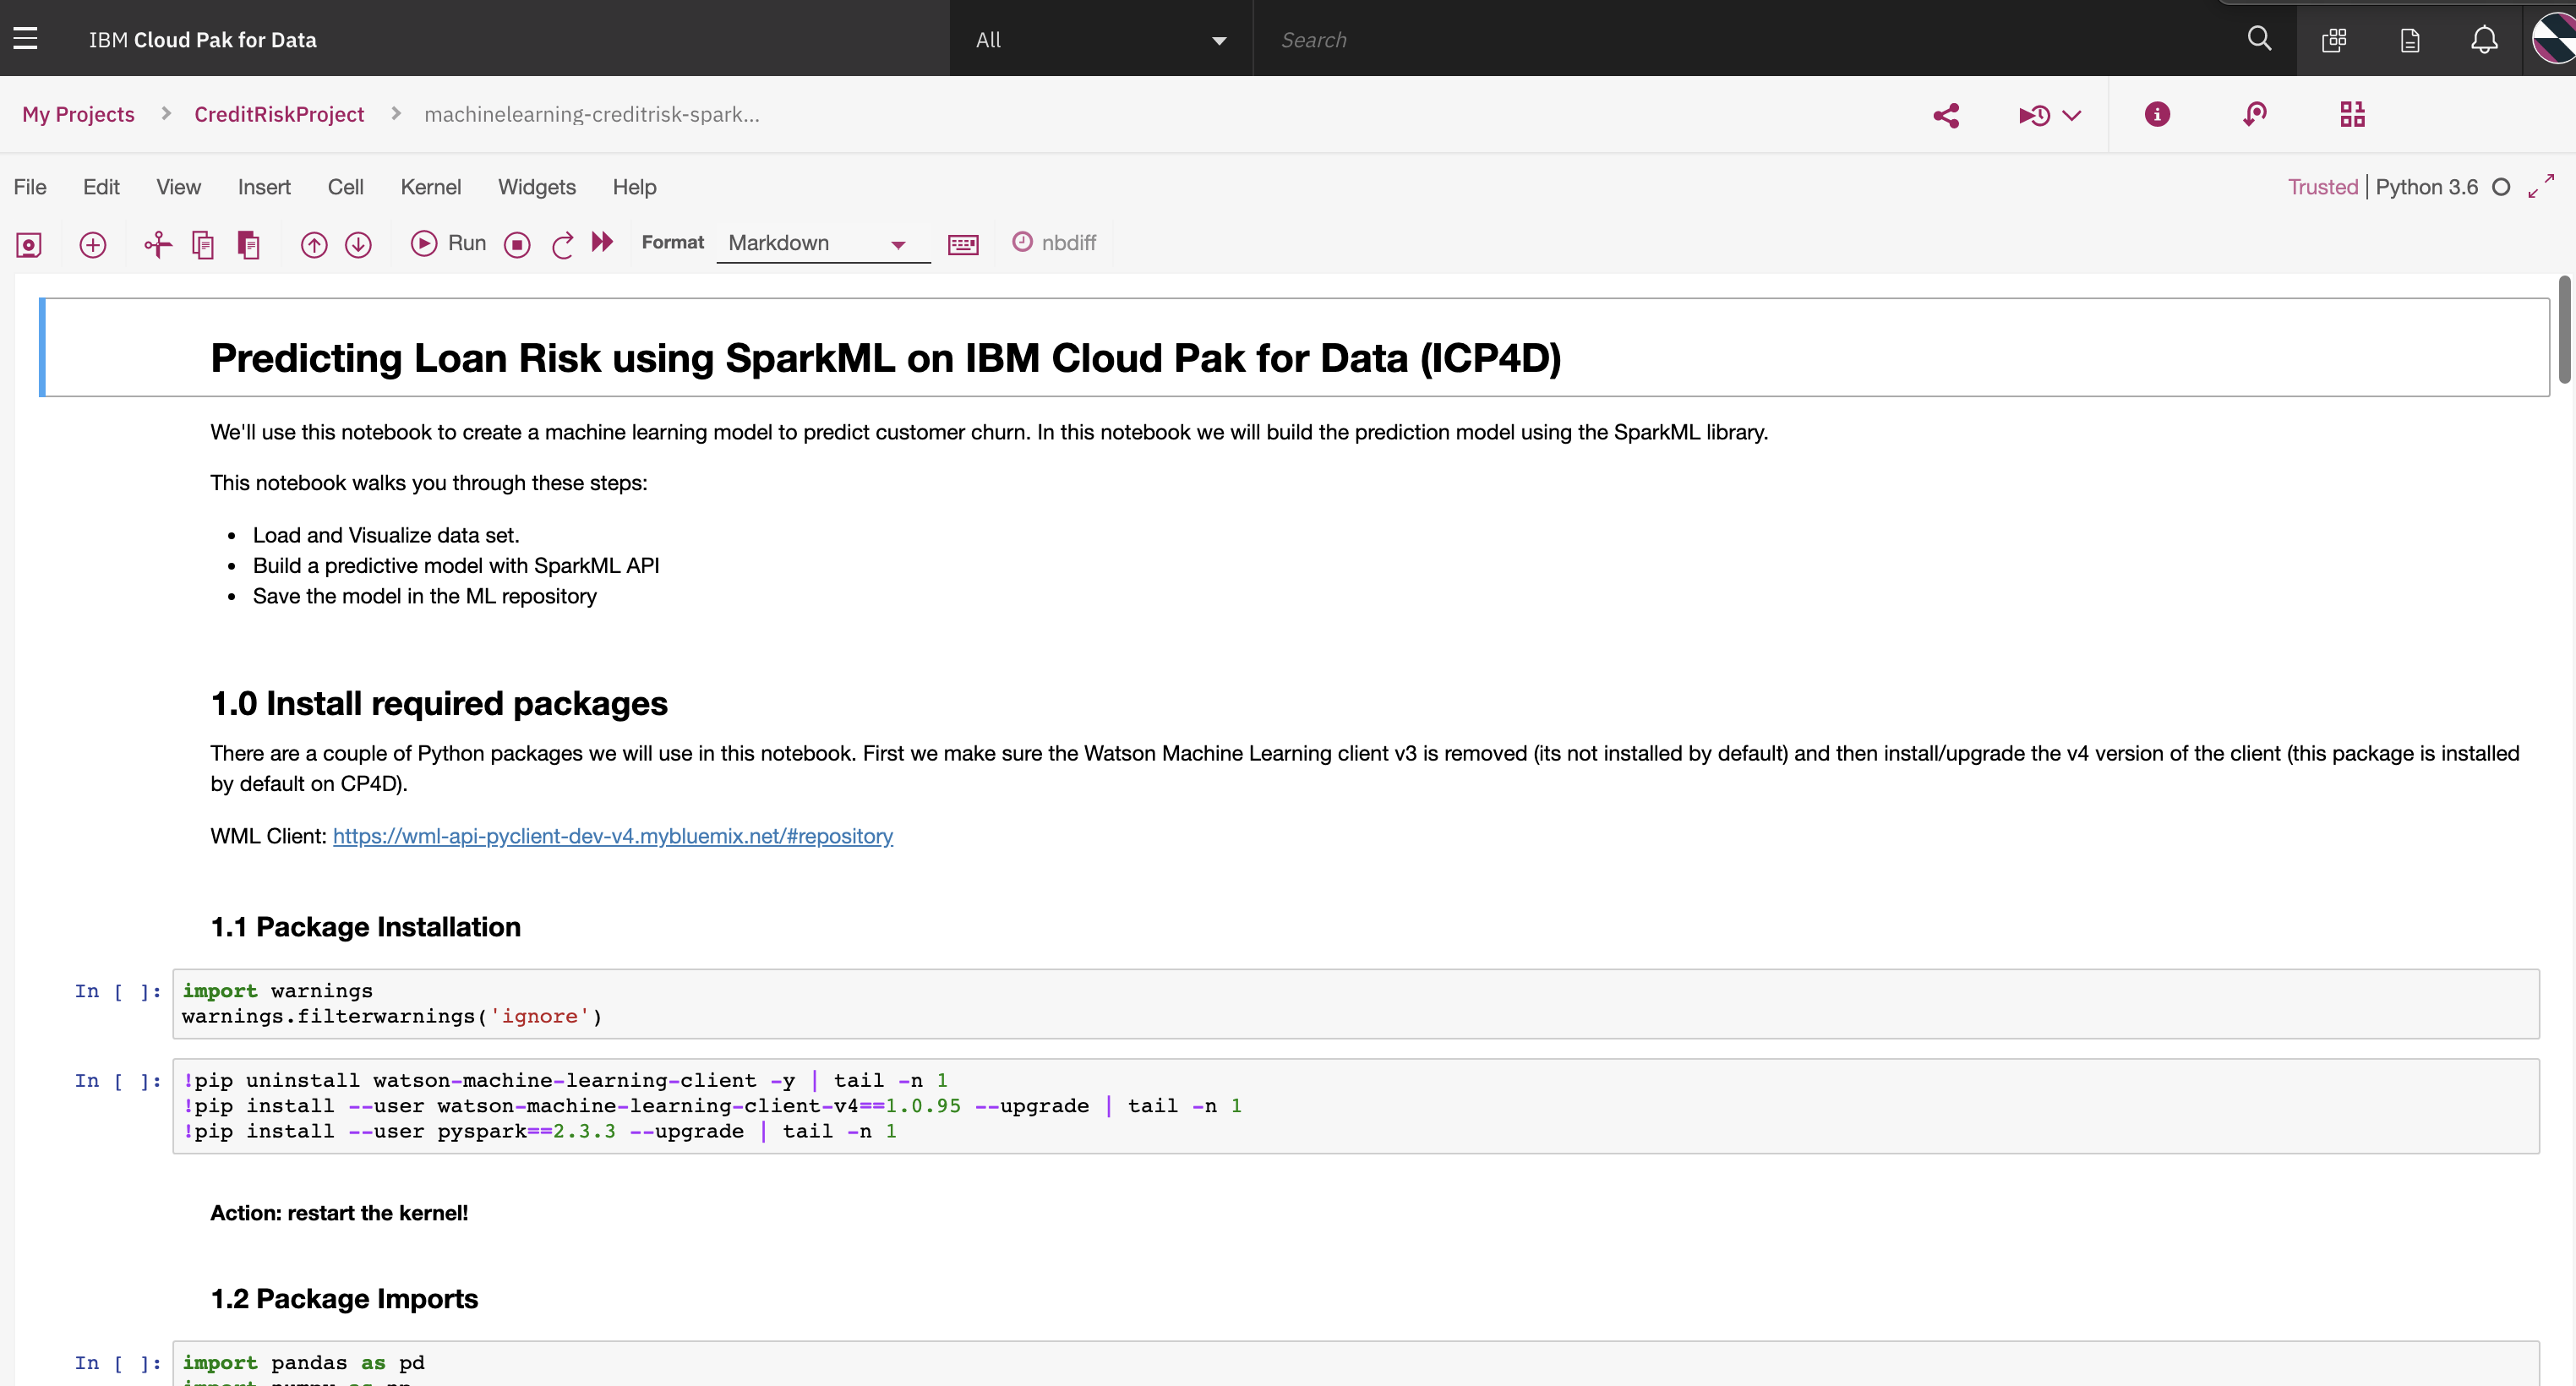 IBM Cloud Pak for Data
All
Search
My Projects > CreditRiskProject > machinelearning-creditrisk-spark...
File Edit View Insert Cell Kernel Widgets Help
Trusted | Python 3.6
Run
Format Markdown
nbdiff
Predicting Loan Risk using SparkML on IBM Cloud Pak for Data (ICP4D)
We'll use this notebook to create a machine learning model to predict customer churn. In this notebook we will build the prediction model using the SparkML library.
This notebook walks you through these steps:
• Load and Visualize data set.
• Build a predictive model with SparkML API
• Save the model in the ML repository
1.0 Install required packages
There are a couple of Python packages we will use in this notebook. First we make sure the Watson Machine Learning client v3 is removed (its not installed by default) and then install/upgrade the v4 version of the client (this package is installed
by default on CP4D).
WML Client: https://wml-api-pyclient-dev-v4.mybluemix.net/#repository
1.1 Package Installation
In [ ]: import warnings
warnings.filterwarnings('ignore')
In [ ]: !pip uninstall watson-machine-learning-client -y | tail -n 1
!pip install --user watson-machine-learning-client-v4==1.0.95 --upgrade | tail -n 1
!pip install --user pyspark==2.3.3 --upgrade | tail -n 1
Action: restart the kernel!
1.2 Package Imports
In [ ]: import pandas as pd